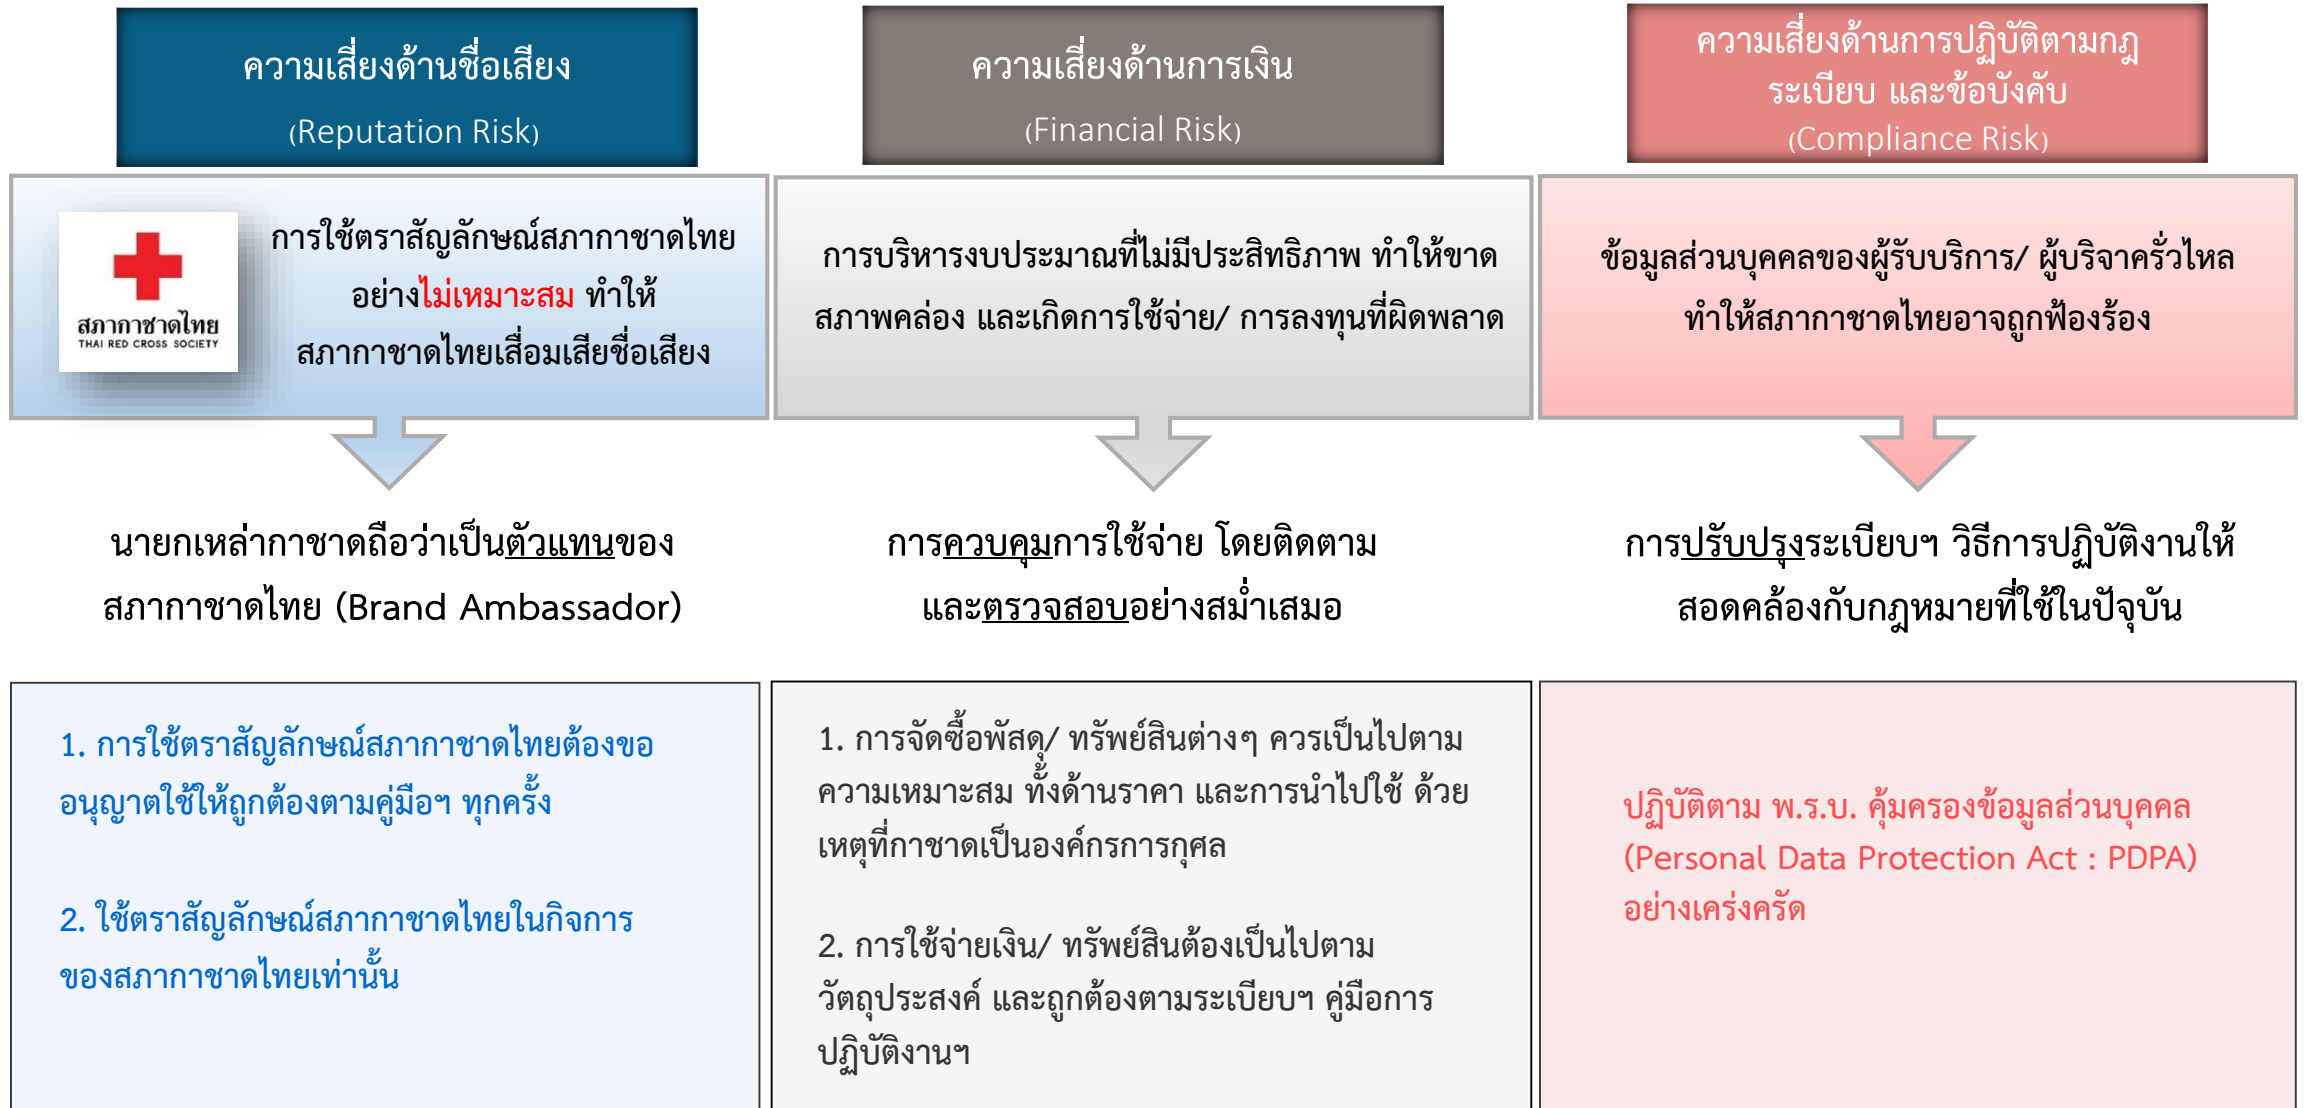 ความเสี่ยงด้านชื่อเสียง
(Reputation Risk)
การใช้ตราสัญลักษณ์สภากาชาดไทย
อย่างไม่เหมาะสม ทำให้
สภากาชาดไทยเสื่อมเสียชื่อเสียง
สภากาชาดไทย
THAI RED CROSS SOCIETY
นายกเหล่ากาชาดถือว่าเป็นตัวแทนของ
สภากาชาดไทย (Brand Ambassador)
1. การใช้ตราสัญลักษณ์สภากาชาดไทยต้องขอ
อนุญาตใช้ให้ถูกต้องตามคู่มือฯ ทุกครั้ง
2. ใช้ตราสัญลักษณ์สภากาชาดไทยในกิจการ
ของสภากาชาดไทยเท่านั้น
ความเสี่ยงด้านการเงิน
(Financial Risk)
การบริหารงบประมาณที่ไม่มีประสิทธิภาพ ทำให้ขาด
สภาพคล่อง และเกิดการใช้จ่าย/ การลงทุนที่ผิดพลาด
การควบคุมการใช้จ่าย โดยติดตาม
และตรวจสอบอย่างสม่ำเสมอ
1. การจัดซื้อพัสดุ/ ทรัพย์สินต่างๆ ควรเป็นไปตาม
ความเหมาะสม ทั้งด้านราคา และการนำไปใช้ ด้วย
เหตุที่กาชาดเป็นองค์กรการกุศล
2. การใช้จ่ายเงิน/ ทรัพย์สินต้องเป็นไปตาม
วัตถุประสงค์ และถูกต้องตามระเบียบฯ คู่มือการ
ปฏิบัติงานฯ
ความเสี่ยงด้านการปฏิบัติตามกฎ
ระเบียบ และข้อบังคับ
(Compliance Risk)
ข้อมูลส่วนบุคคลของผู้รับบริการ/ ผู้บริจาครั่วไหล
ทำให้สภากาชาดไทยอาจถูกฟ้องร้อง
การปรับปรุงระเบียบฯ วิธีการปฏิบัติงานให้
สอดคล้องกับกฎหมายที่ใช้ในปัจจุบัน
ปฏิบัติตาม พ.ร.บ. คุ้มครองข้อมูลส่วนบุคคล
(Personal Data Protection Act : PDPA)
อย่างเคร่งครัด